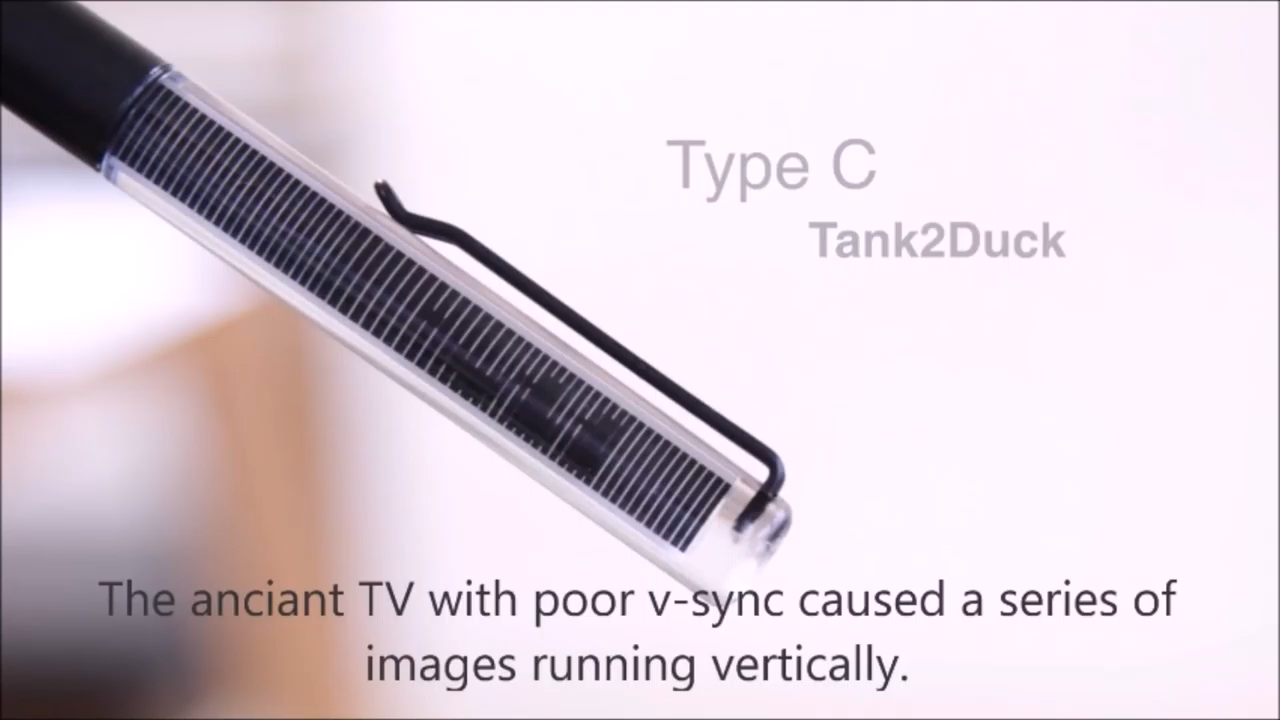 Type C
Tank2Duck
The anciant TV with poor v-sync caused a series of
images running vertically.